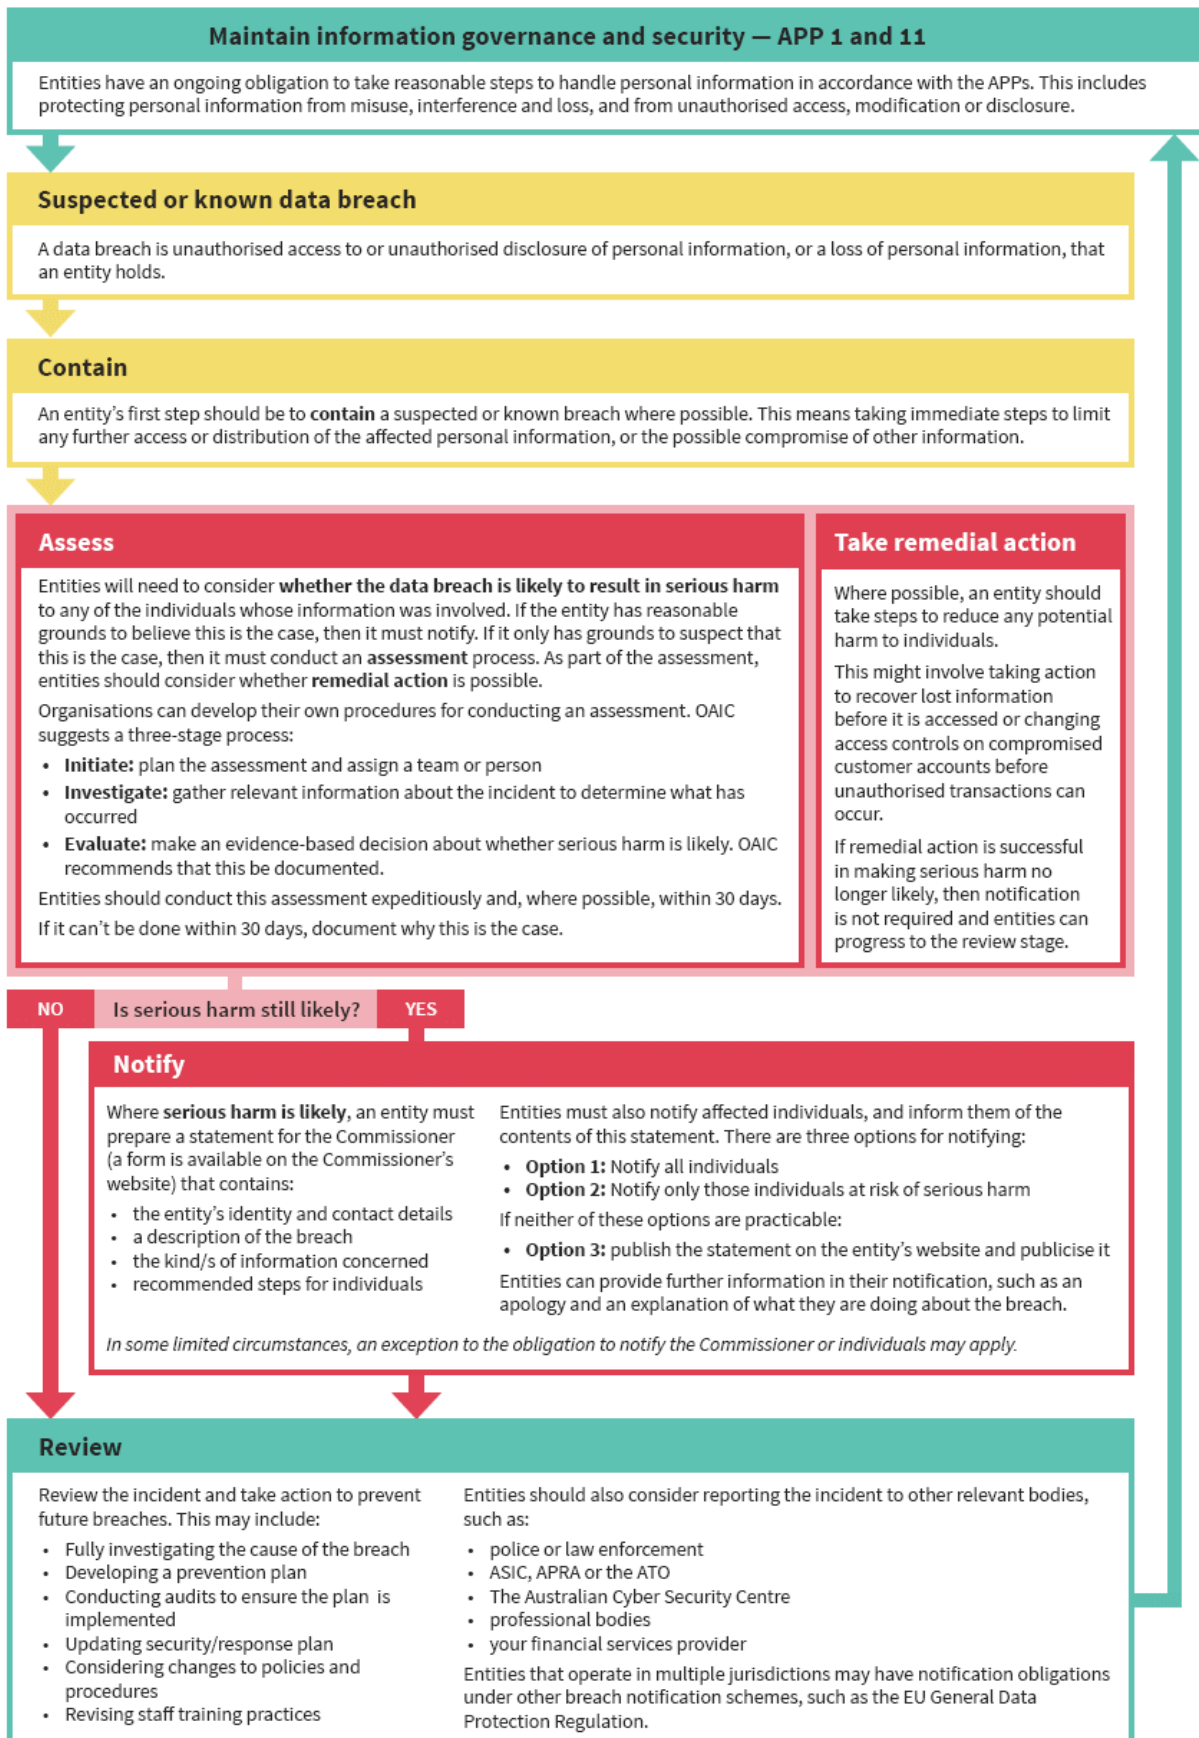 Maintain information governance and security — APP 1 and 11
Entities have an ongoing obligation to take reasonable steps to handle personal information in accordance with the APPs. This includes
protecting personal information from misuse, interference and loss, and from unauthorised access, modification or disclosure.
Suspected or known data breach
A data breach is unauthorised access to or unauthorised disclosure of personal information, or a loss of personal information, that
an entity holds.
Contain
An entity’s first step should be to contain a suspected or known breach where possible. This means taking immediate steps to limit
any further access or distribution of the affected personal information, or the possible compromise of other information.
Assess
Entities will need to consider whether the data breach is likely to result in serious harm
to any of the individuals whose information was involved. If the entity has reasonable
grounds to believe this is the case, then it must notify. If it only has grounds to suspect that
this is the case, then it must conduct an assessment process. As part of the assessment,
entities should consider whether remedial action is possible.
Organisations can develop their own procedures for conducting an assessment. OAIC
suggests a three-stage process:
• Initiate: plan the assessment and assign a team or person
• Investigate: gather relevant information about the incident to determine what has
occurred
• Evaluate: make an evidence-based decision about whether serious harm is likely. OAIC
recommends that this be documented.
Entities should conduct this assessment expeditiously and, where possible, within 30 days.
If it can’t be done within 30 days, document why this is the case.
Take remedial action
Where possible, an entity should
take steps to reduce any potential
harm to individuals.
This might involve taking action
to recover lost information
before it is accessed or changing
access controls on compromised
customer accounts before
unauthorised transactions can
occur.
If remedial action is successful
in making serious harm no
longer likely, then notification
is not required and entities can
progress to the review stage.
NO Is serious harm still likely? YES
Notify
Where serious harm is likely, an entity must
prepare a statement for the Commissioner
(a form is available on the Commissioner’s
website) that contains:
• the entity’s identity and contact details
• a description of the breach
• the kind/s of information concerned
• recommended steps for individuals
Entities must also notify affected individuals, and inform them of the
contents of this statement. There are three options for notifying:
• Option 1: Notify all individuals
• Option 2: Notify only those individuals at risk of serious harm
If neither of these options are practicable:
• Option 3: publish the statement on the entity’s website and publicise it
Entities can provide further information in their notification, such as an
apology and an explanation of what they are doing about the breach.
In some limited circumstances, an exception to the obligation to notify the Commissioner or individuals may apply.
Review
Review the incident and take action to prevent
future breaches. This may include:
• Fully investigating the cause of the breach
• Developing a prevention plan
• Conducting audits to ensure the plan is
implemented
• Updating security/response plan
• Considering changes to policies and
procedures
• Revising staff training practices
Entities should also consider reporting the incident to other relevant bodies,
such as:
• police or law enforcement
• ASIC, APRA or the ATO
• The Australian Cyber Security Centre
• professional bodies
• your financial services provider
Entities that operate in multiple jurisdictions may have notification obligations
under other breach notification schemes, such as the EU General Data
Protection Regulation.